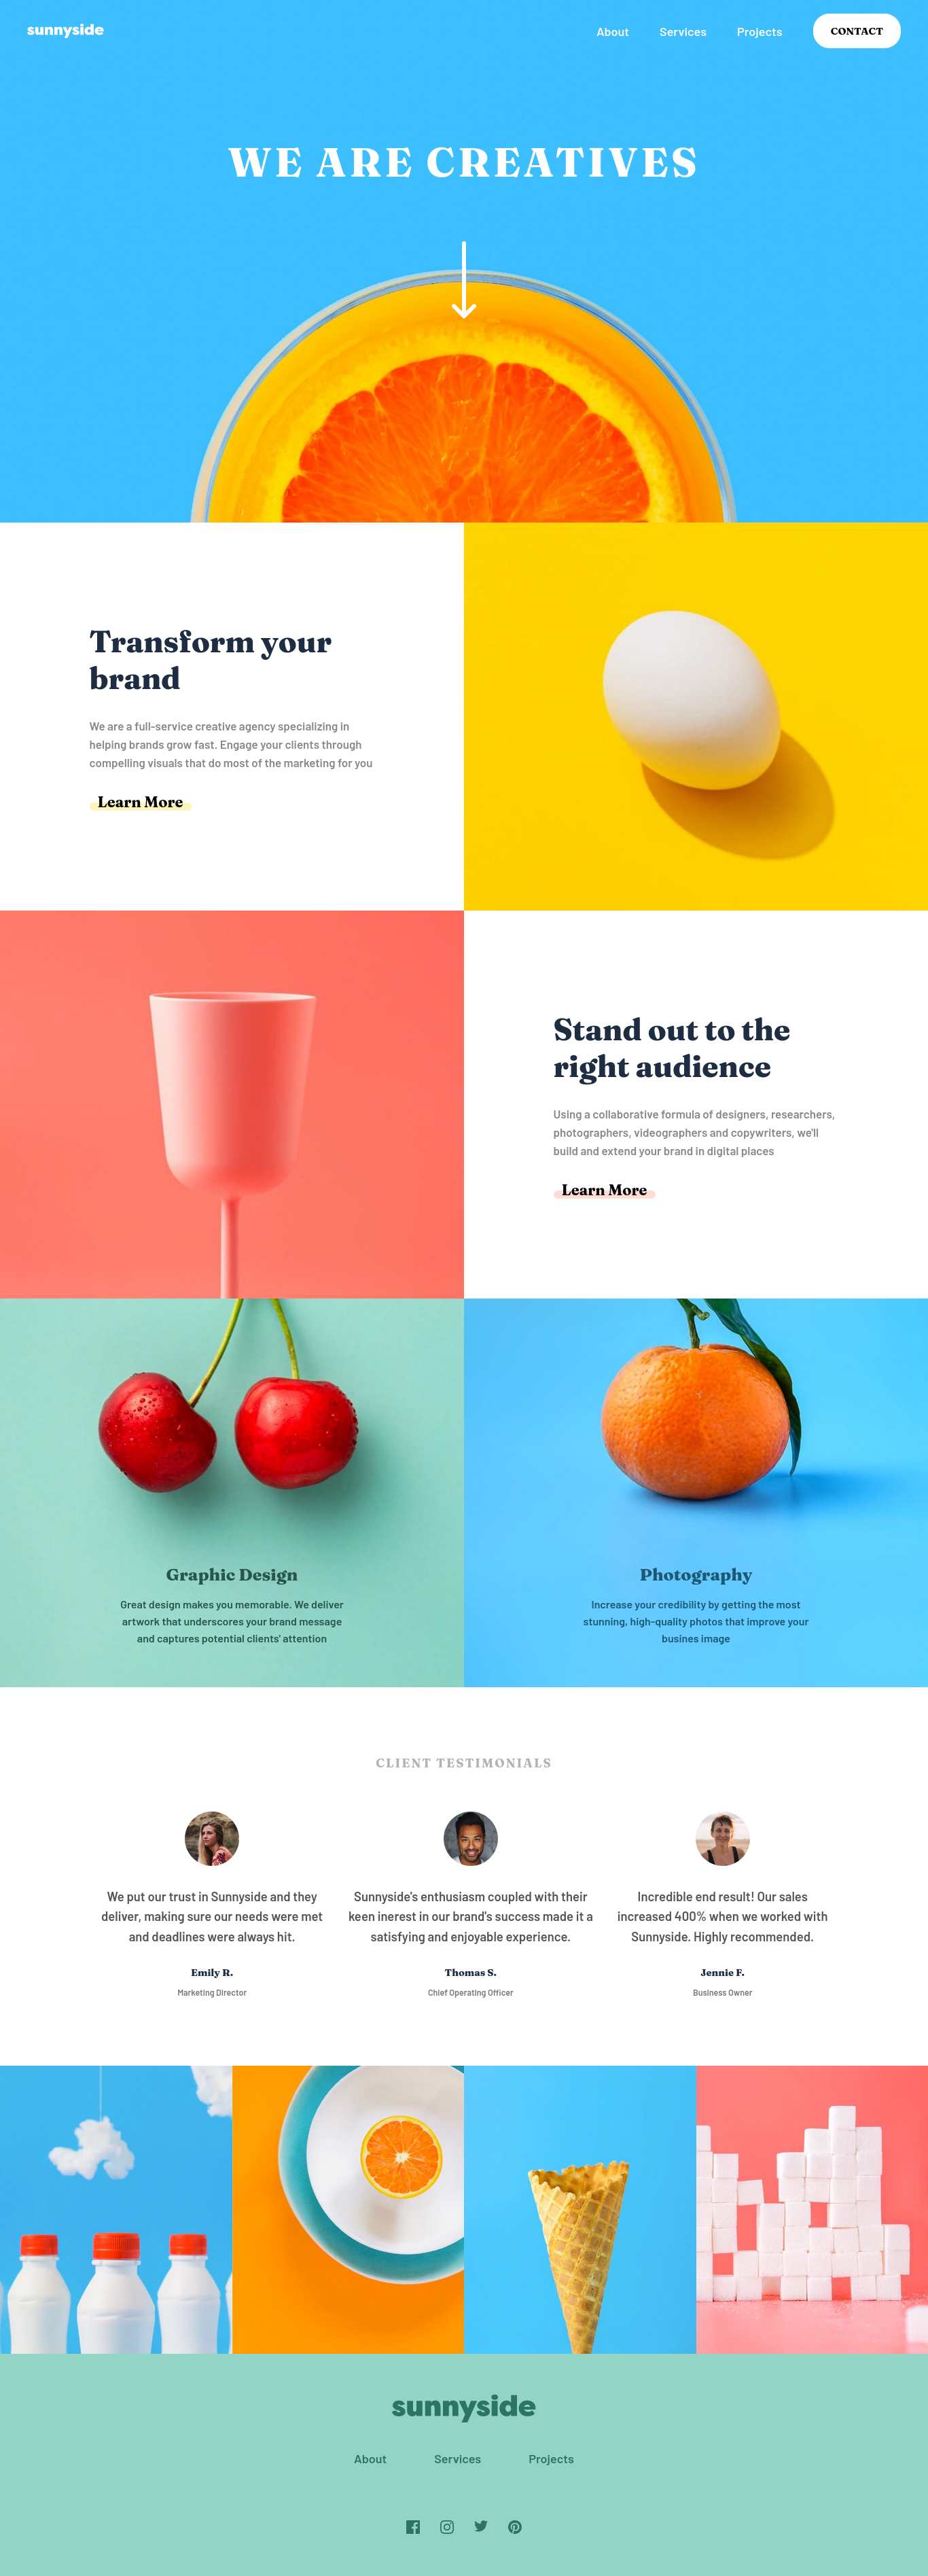 sunnyside
About
Services
Projects
CONTACT
WE ARE CREATIVES
Transform your
brand
We are a full-service creative agency specializing in
helping brands grow fast. Engage your clients through
compelling visuals that do most of the marketing for you
Learn More
Stand out to the
right audience
Using a collaborative formula of designers, researchers,
photographers, videographers and copywriters, we'll
build and extend your brand in digital places
Learn More
Graphic Design
Great design makes you memorable. We deliver
artwork that underscores your brand message
and captures potential clients' attention
Photography
Increase your credibility by getting the most
stunning, high-quality photos that improve your
busines image
CLIENT TESTIMONIALS
We put our trust in Sunnyside and they
deliver, making sure our needs were met
and deadlines were always hit.
Emily R.
Marketing Director
Sunnyside's enthusiasm coupled with their
keen inerest in our brand's success made it a
satisfying and enjoyable experience.
Thomas S.
Chief Operating Officer
Incredible end result! Our sales
increased 400% when we worked with
Sunnyside. Highly recommended.
Jennie F.
Business Owner
sunnyside
About
Services
Projects